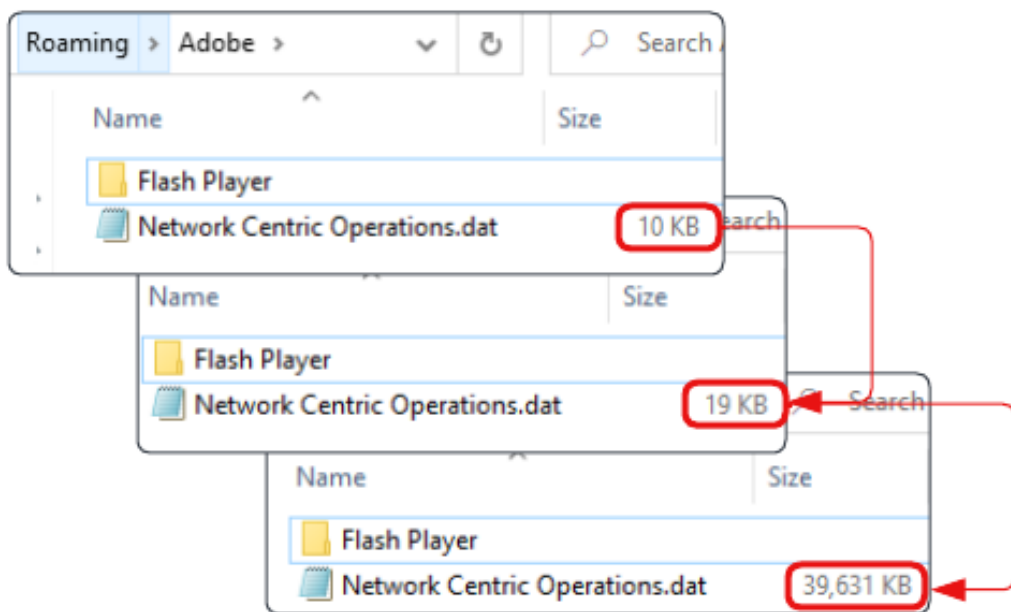 Roaming > Adobe > Search
Name Size
Flash Player
Network Centric Operations.dat 10 KB
earch
Name Size
Flash Player
Network Centric Operations.dat 19 KB Search
Name Size
Flash Player
Network Centric Operations.dat 39,631 KB